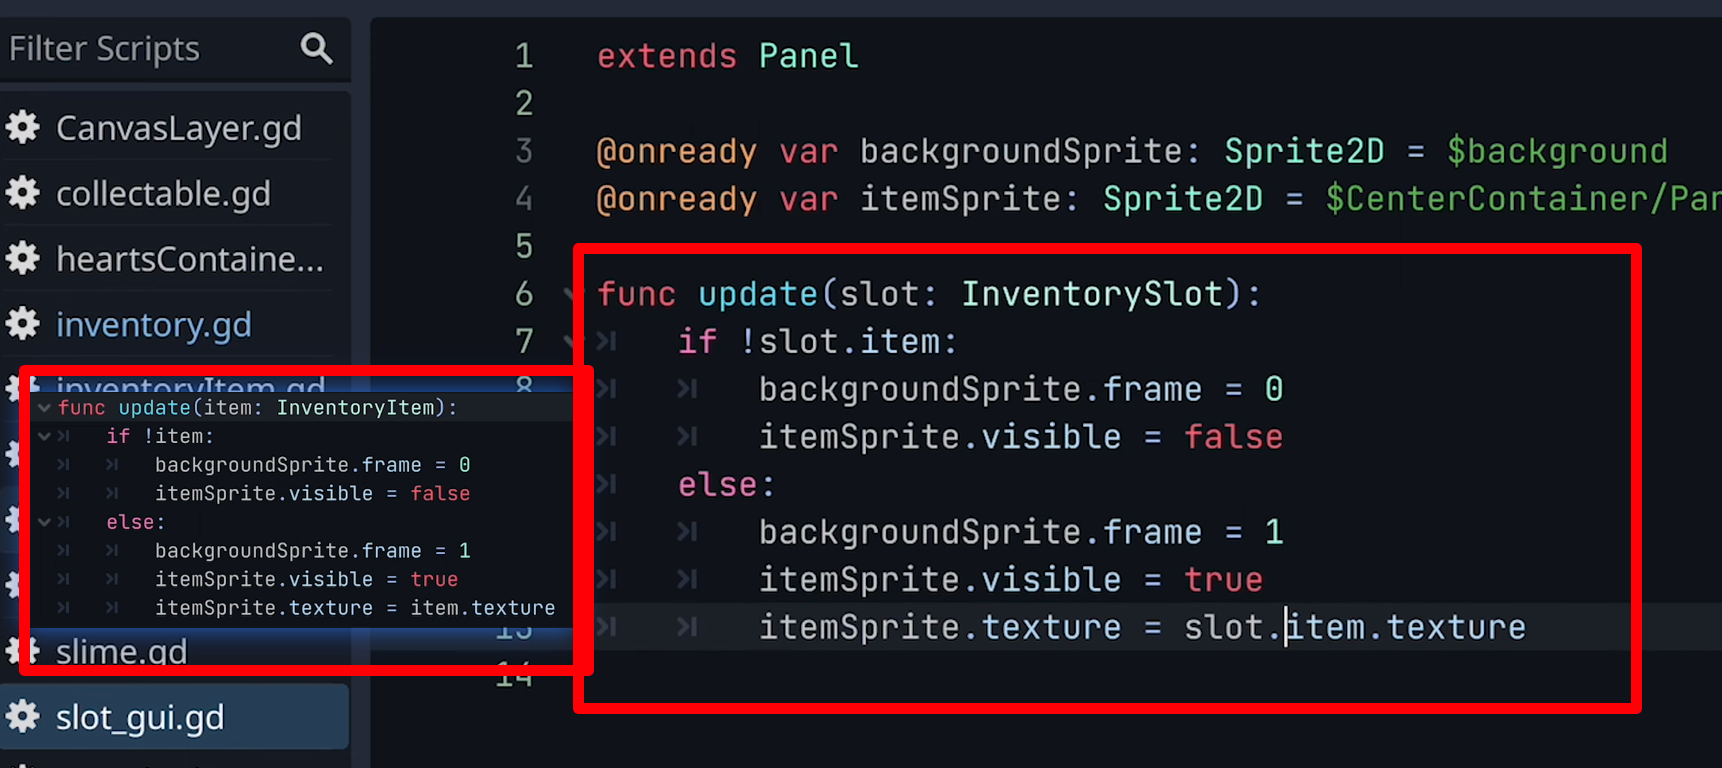 Filter Scripts
CanvasLayer.gd
collectable.gd
heartsContaine...
inventory.gd
inventoryItem.gd
slime.gd
slot_gui.gd
func update(item: InventoryItem):
if !item:
backgroundSprite.frame = 0
itemSprite.visible = false
else:
backgroundSprite.frame = 1
itemSprite.visible = true
itemSprite.texture = item.texture
1 extends Panel
2
3 @onready var backgroundSprite: Sprite2D = $background
4 @onready var itemSprite: Sprite2D = $CenterContainer/Pan
5
6 func update(slot: InventorySlot):
7 if !slot.item:
8 backgroundSprite.frame = 0
itemSprite.visible = false
else:
backgroundSprite.frame = 1
itemSprite.visible = true
13 itemSprite.texture = slot.item.texture
14